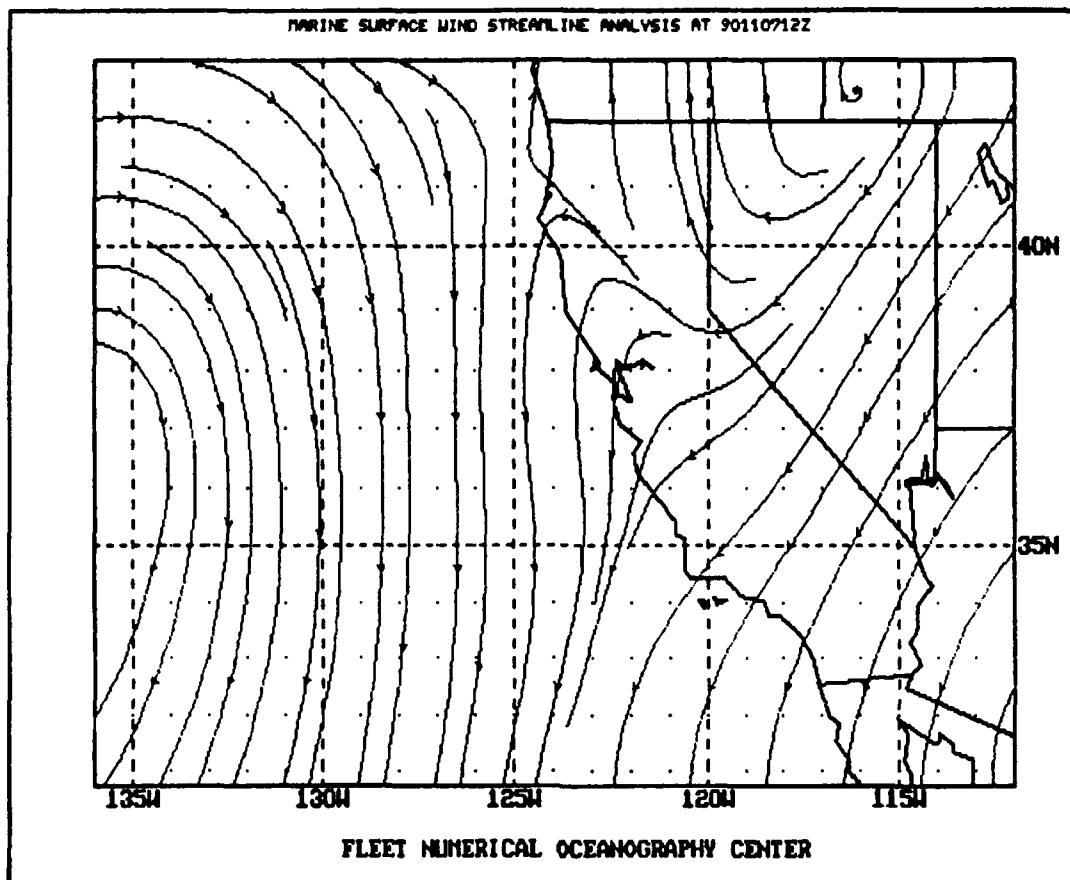 MARINE SURFACE WIND STREAMLINE ANALYSIS AT 90110712Z
40N
35N
135W 130W 125W 120W 115W
FLEET NUMERICAL OCEANOGRAPHY CENTER